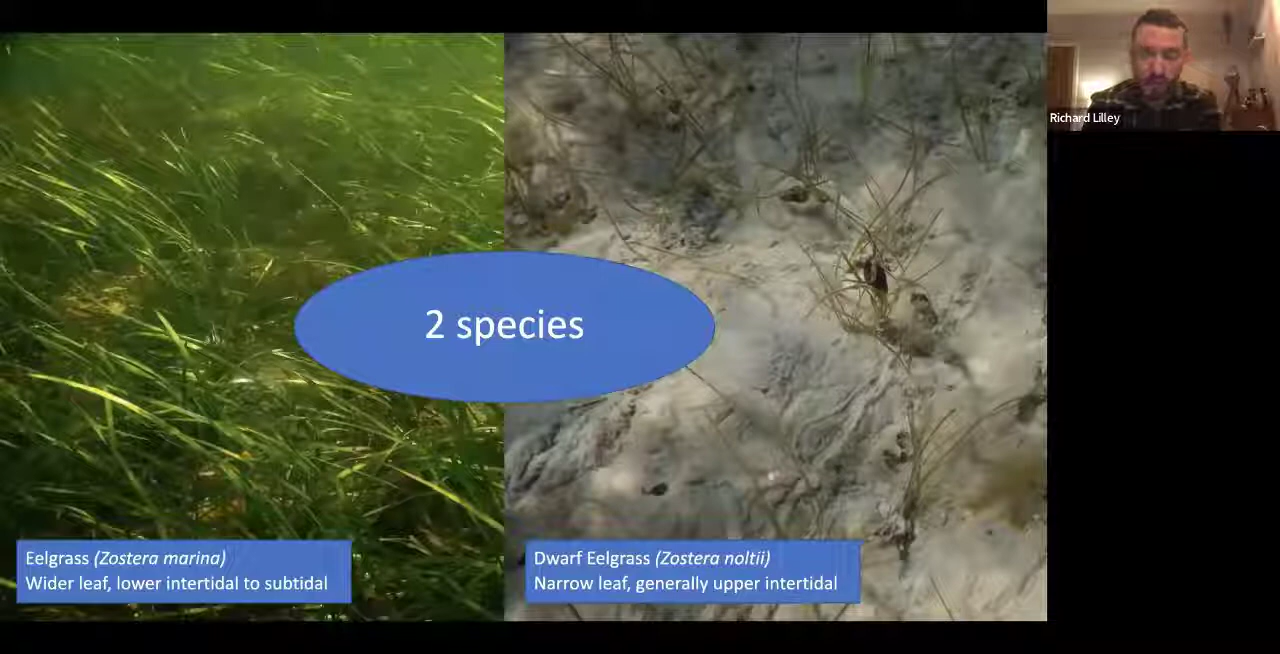 Richard Lilley
2 species
Eelgrass (Zostera marina)
Wider leaf, lower intertidal to subtidal
Dwarf Eelgrass (Zostera noltii)
Narrow leaf, generally upper intertidal